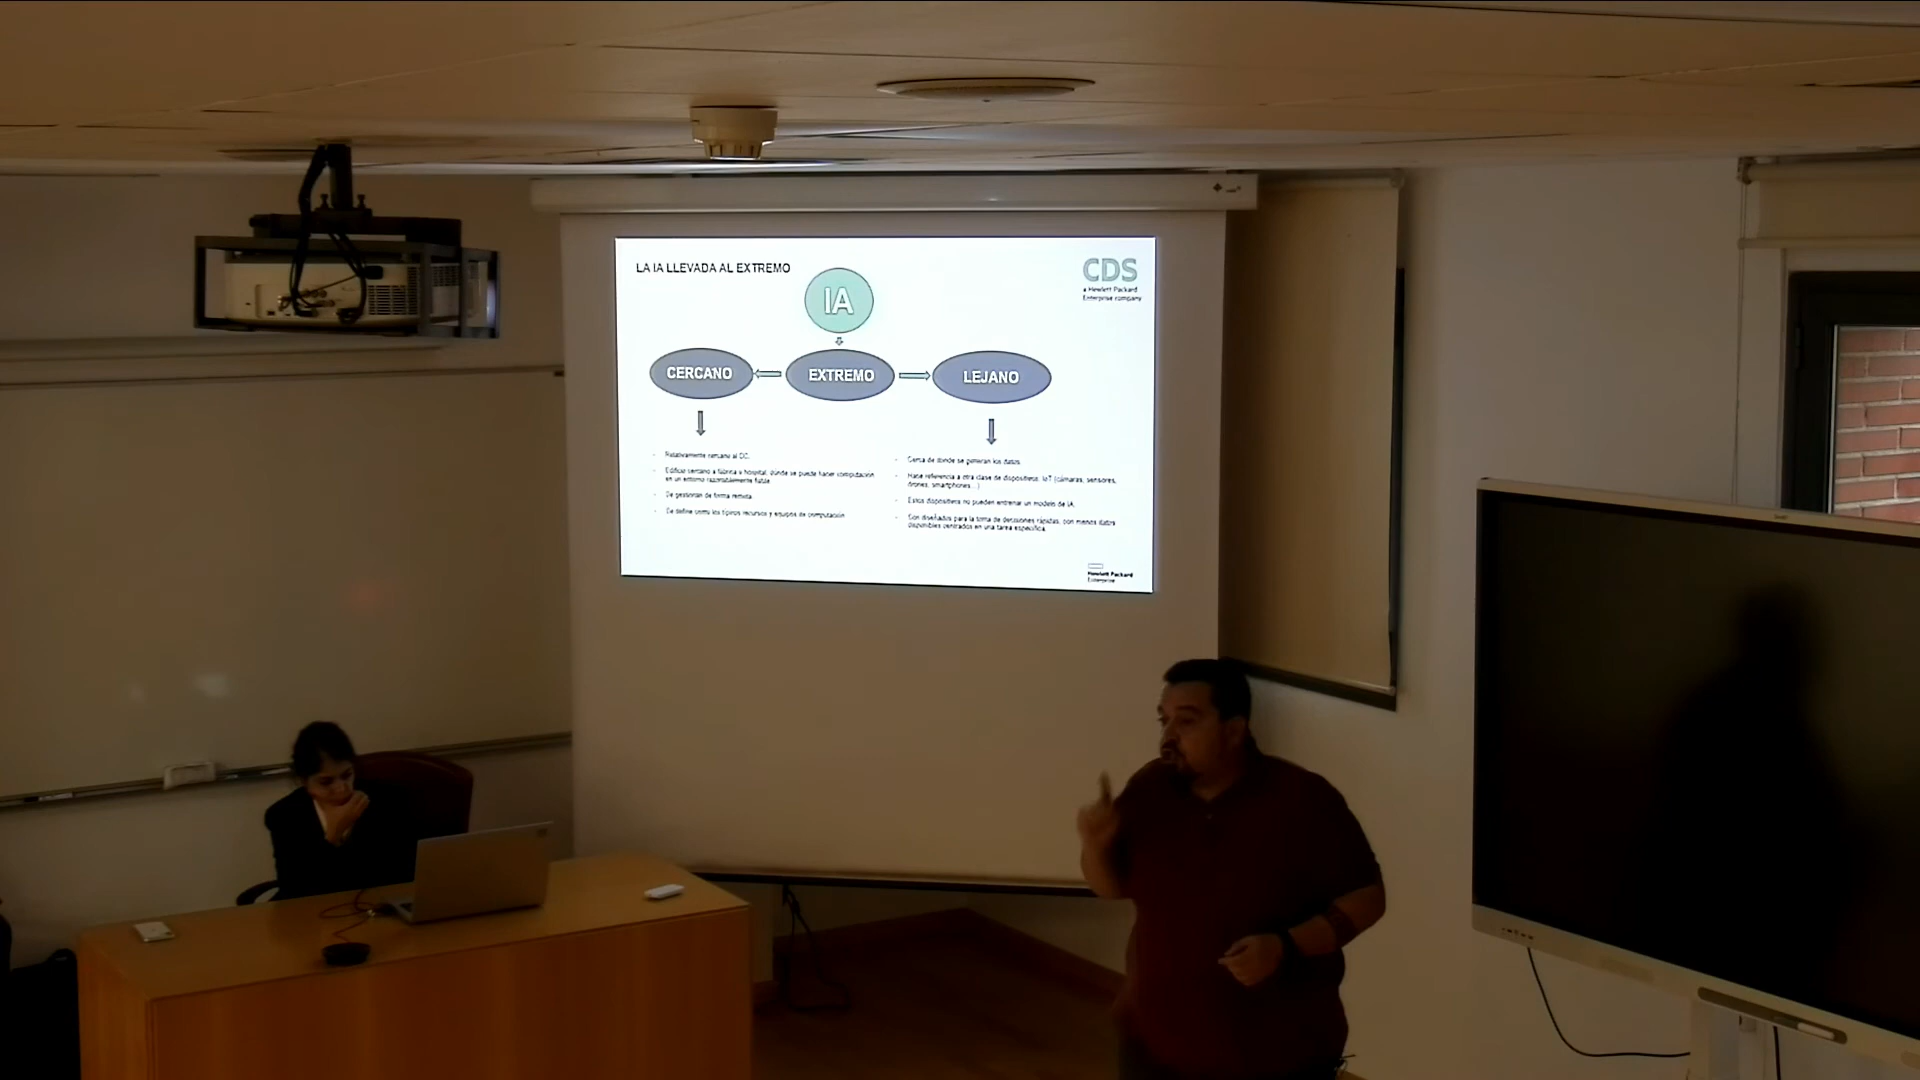 LA IA LLEVADA AL EXTREMO
IA
CDS
a Hewlett Packard
Enterprise company
CERCANO
EXTREMO
LEJANO
- Relativamente cercano al DC.
- Edificio cercano a fábrica u hospital, dónde se puede hacer computación
en un entorno razonablemente fiable.
- Se gestionan de forma remota.
- Se define como los típicos recursos y equipos de computación.
- Cerca de donde se generan los datos.
- Hace referencia a otra clase de dispositivos: IoT (cámaras, sensores,
drones, smartphones...)
- Estos dispositivos no pueden entrenar un modelo de IA.
- Son diseñados para la toma de decisiones rápidas, con menos datos
disponibles centrados en una tarea específica.
Hewlett Packard
Enterprise